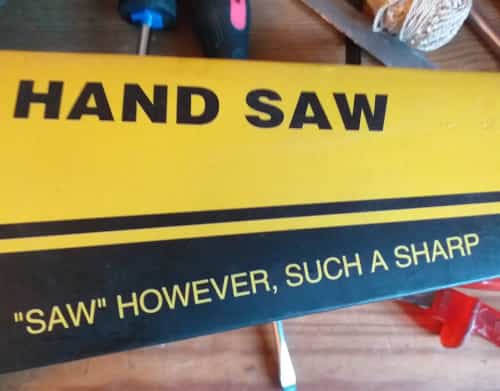 HAND SAW
"SAW" HOWEVER, SUCH A SHARP